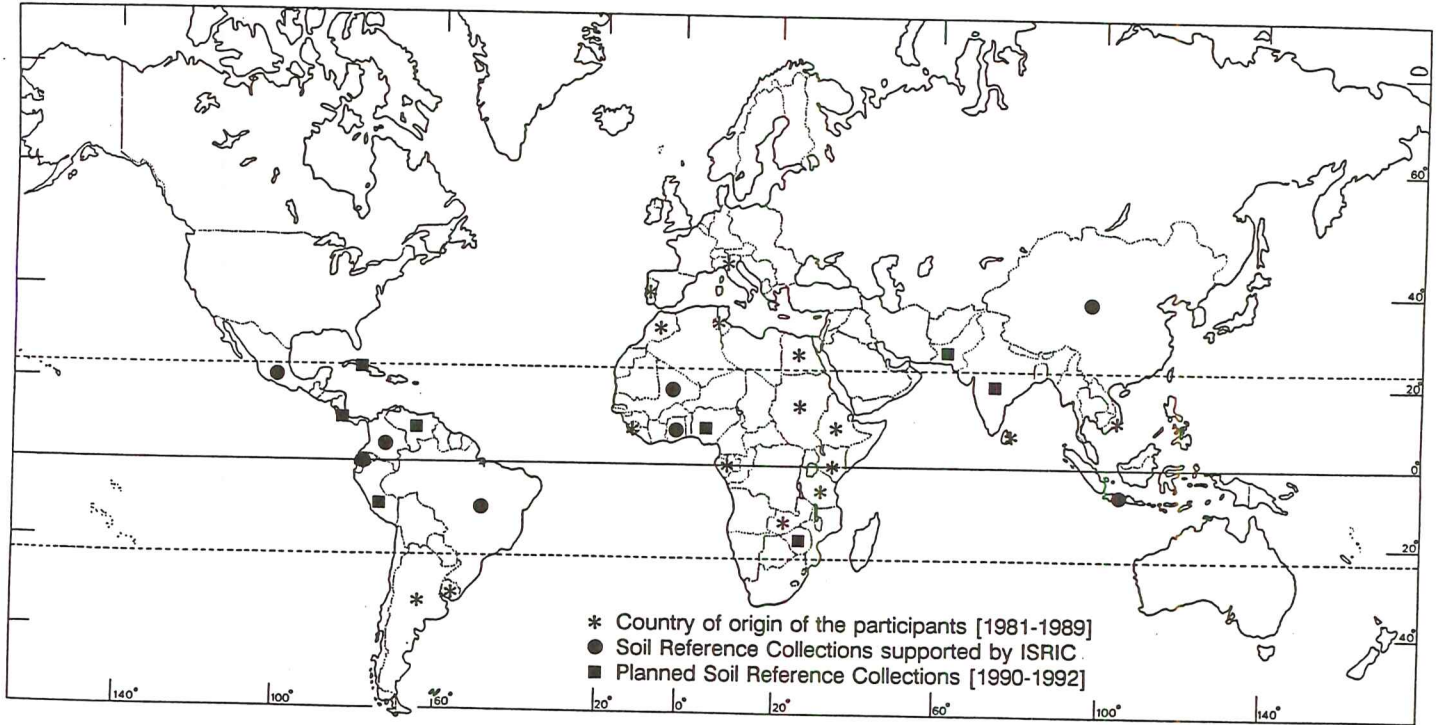 60°
40°
20°
0°
20°
40°
* Country of origin of the participants [1981-1989]
● Soil Reference Collections supported by ISRIC
■ Planned Soil Reference Collections [1990-1992]
140° 100° 60° 20° 0° 20° 60° 100° 140°